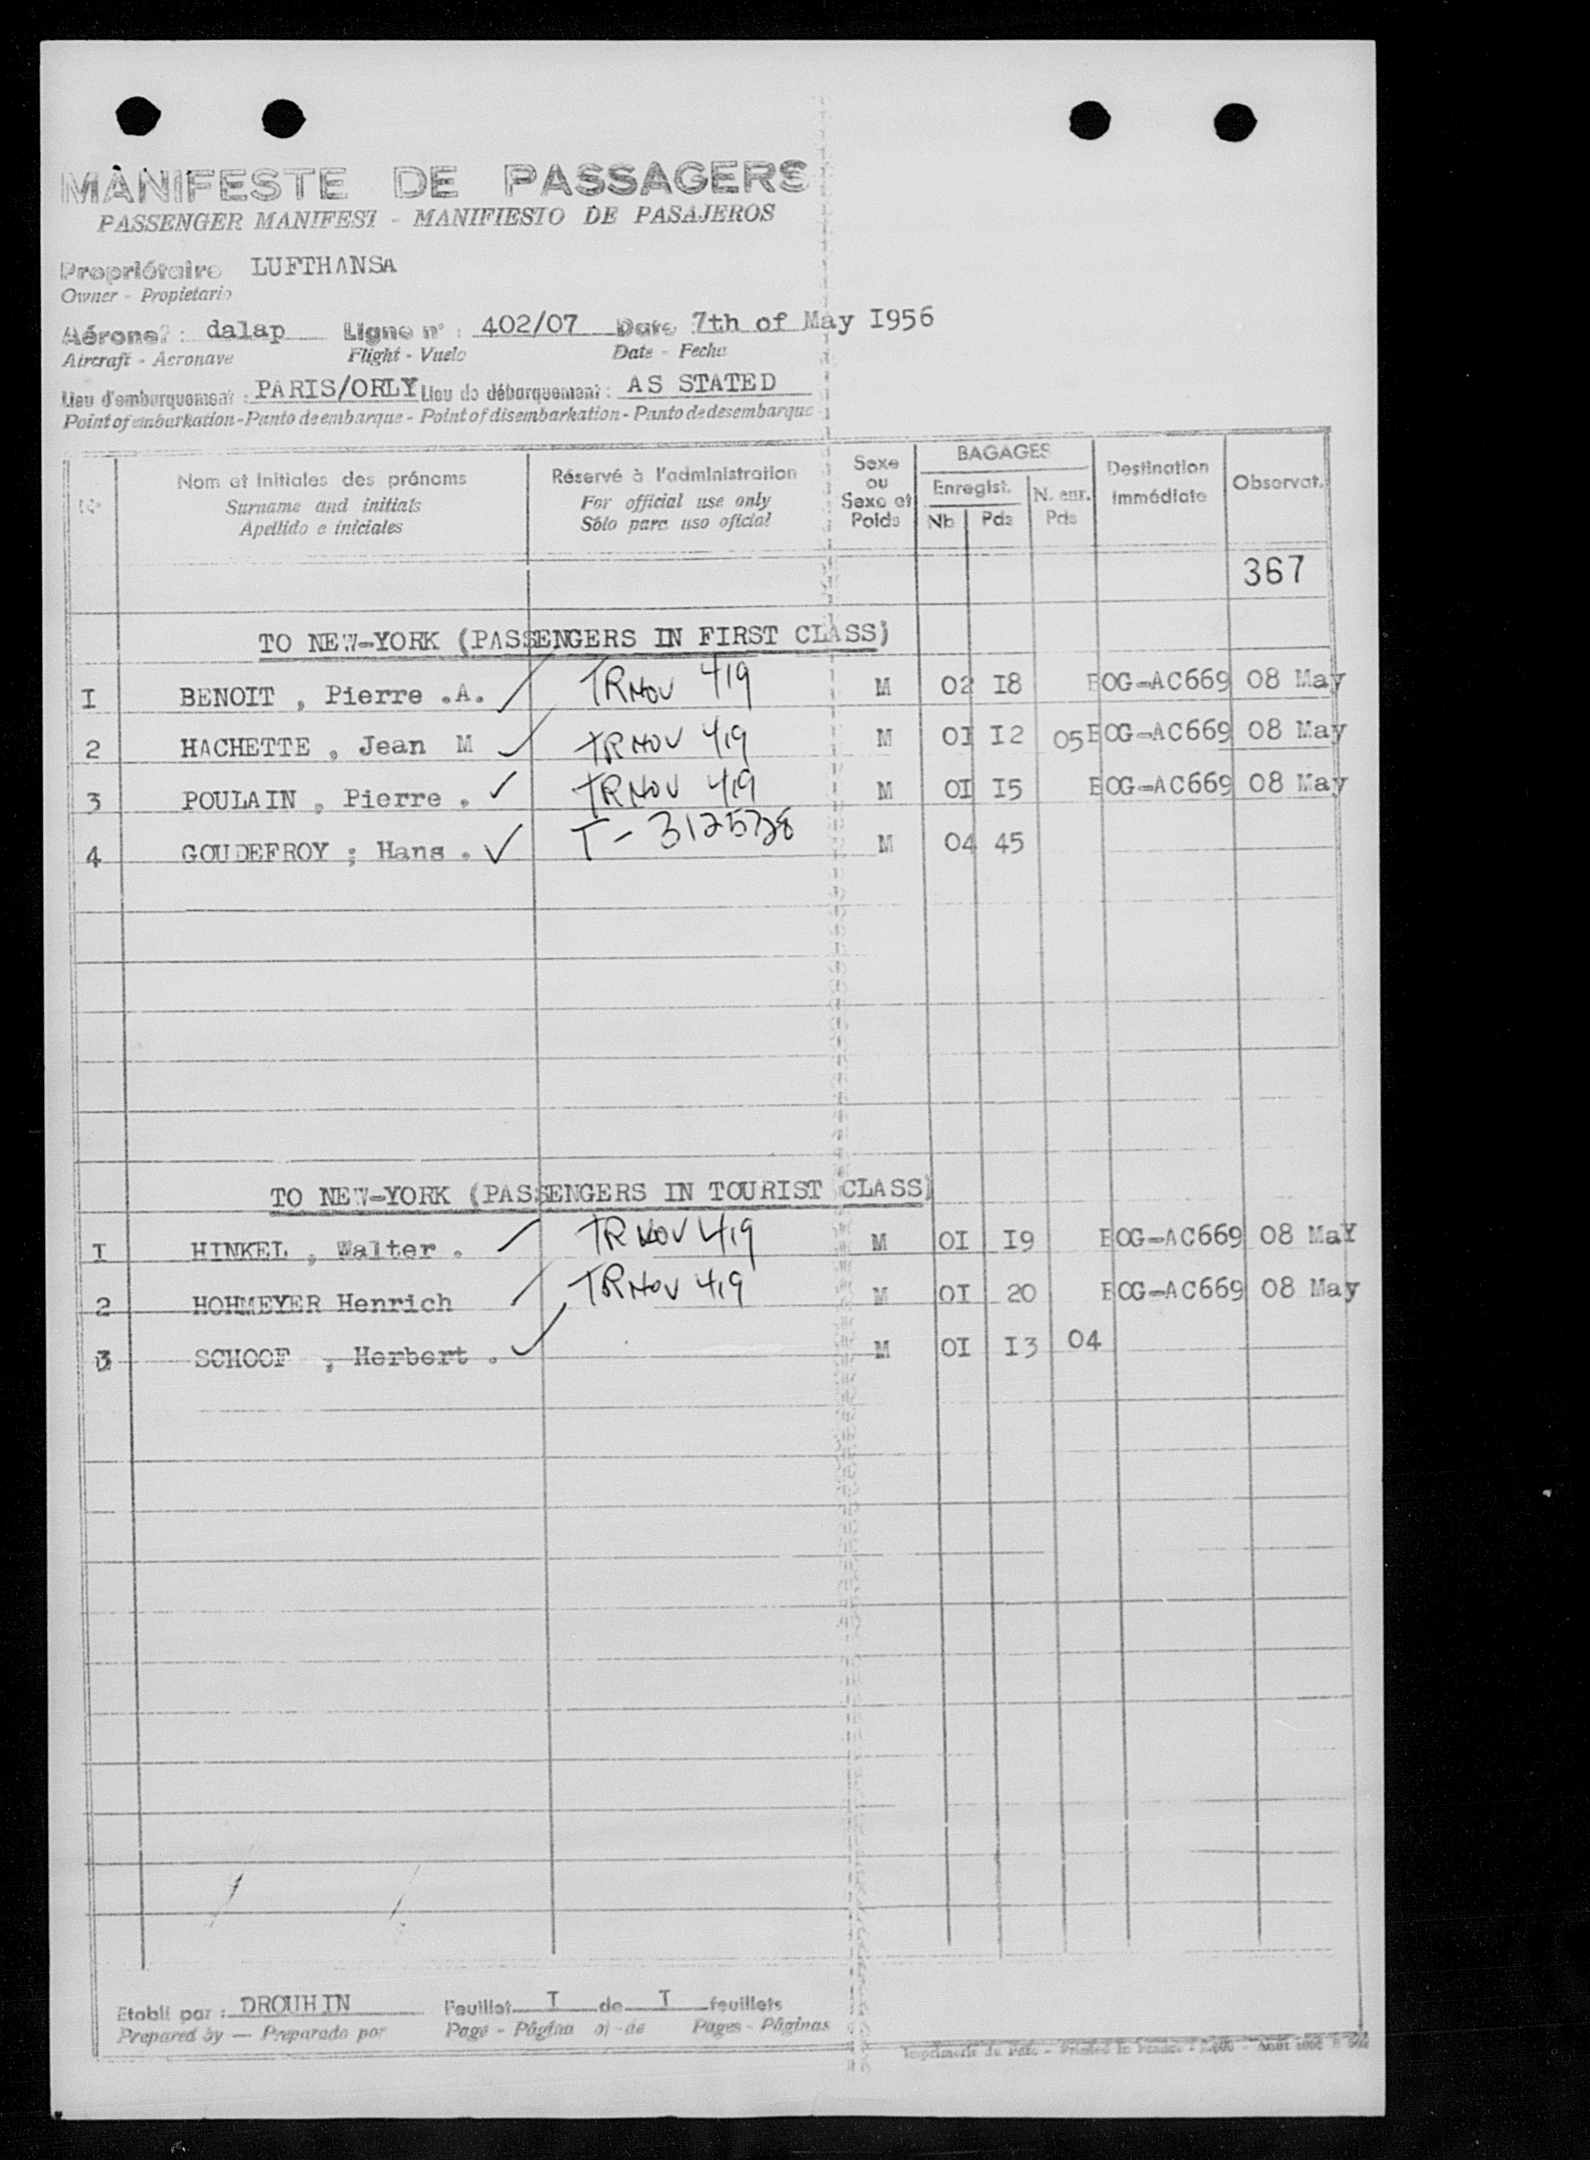 MANIFESTE DE PASSAGERS
PASSENGER MANIFEST - MANIFIESTO DE PASAJEROS
Propriétaire LUFTHANSA
Owner - Propietario
Aéronef : dalap Ligne n° : 402/07 Date 7th of May I956
Aircraft - Aeronave Flight - Vuelo Date - Fecha
Lieu d'embarquement : PARIS/ORLY Lieu de débarquement : AS STATED
Point of embarkation - Punto de embarque - Point of disembarkation - Punto de desembarque
N° Nom et Initiales des prénoms Réservé à l'administration Sexe ou Sexe et Poids BAGAGES Destination immédiate Observat.
Surname and initials For official use only Enregist. N. enr.
Apellido e iniciales Sólo para uso oficial Nb Pds Pds
367
TO NEW-YORK (PASSENGERS IN FIRST CLASS)
I BENOIT , Pierre .A. TRNOV 419 M 02 I8 BOG-AC669 08 May
2 HACHETTE , Jean M TRNOV 419 M OI I2 05 BOG-AC669 08 May
3 POULAIN , Pierre . TRNOV 419 M OI I5 BOG-AC669 08 May
4 GOUDEFROY ; Hans . T- M 04 45
TO NEW-YORK (PASSENGERS IN TOURIST CLASS)
I HINKEL , Walter . TRNOV 419 M OI I9 BOG-AC669 08 MaY
2 HOHMEYER Henrich TRNOV 419 M OI 20 BOG-AC669 08 May
3 SCHOOF , Herbert . M OI I3 04
Etabli par : DROUHIN Feuillet I de I feuillets
Prepared by — Preparado por Page - Página of - de Pages - Páginas